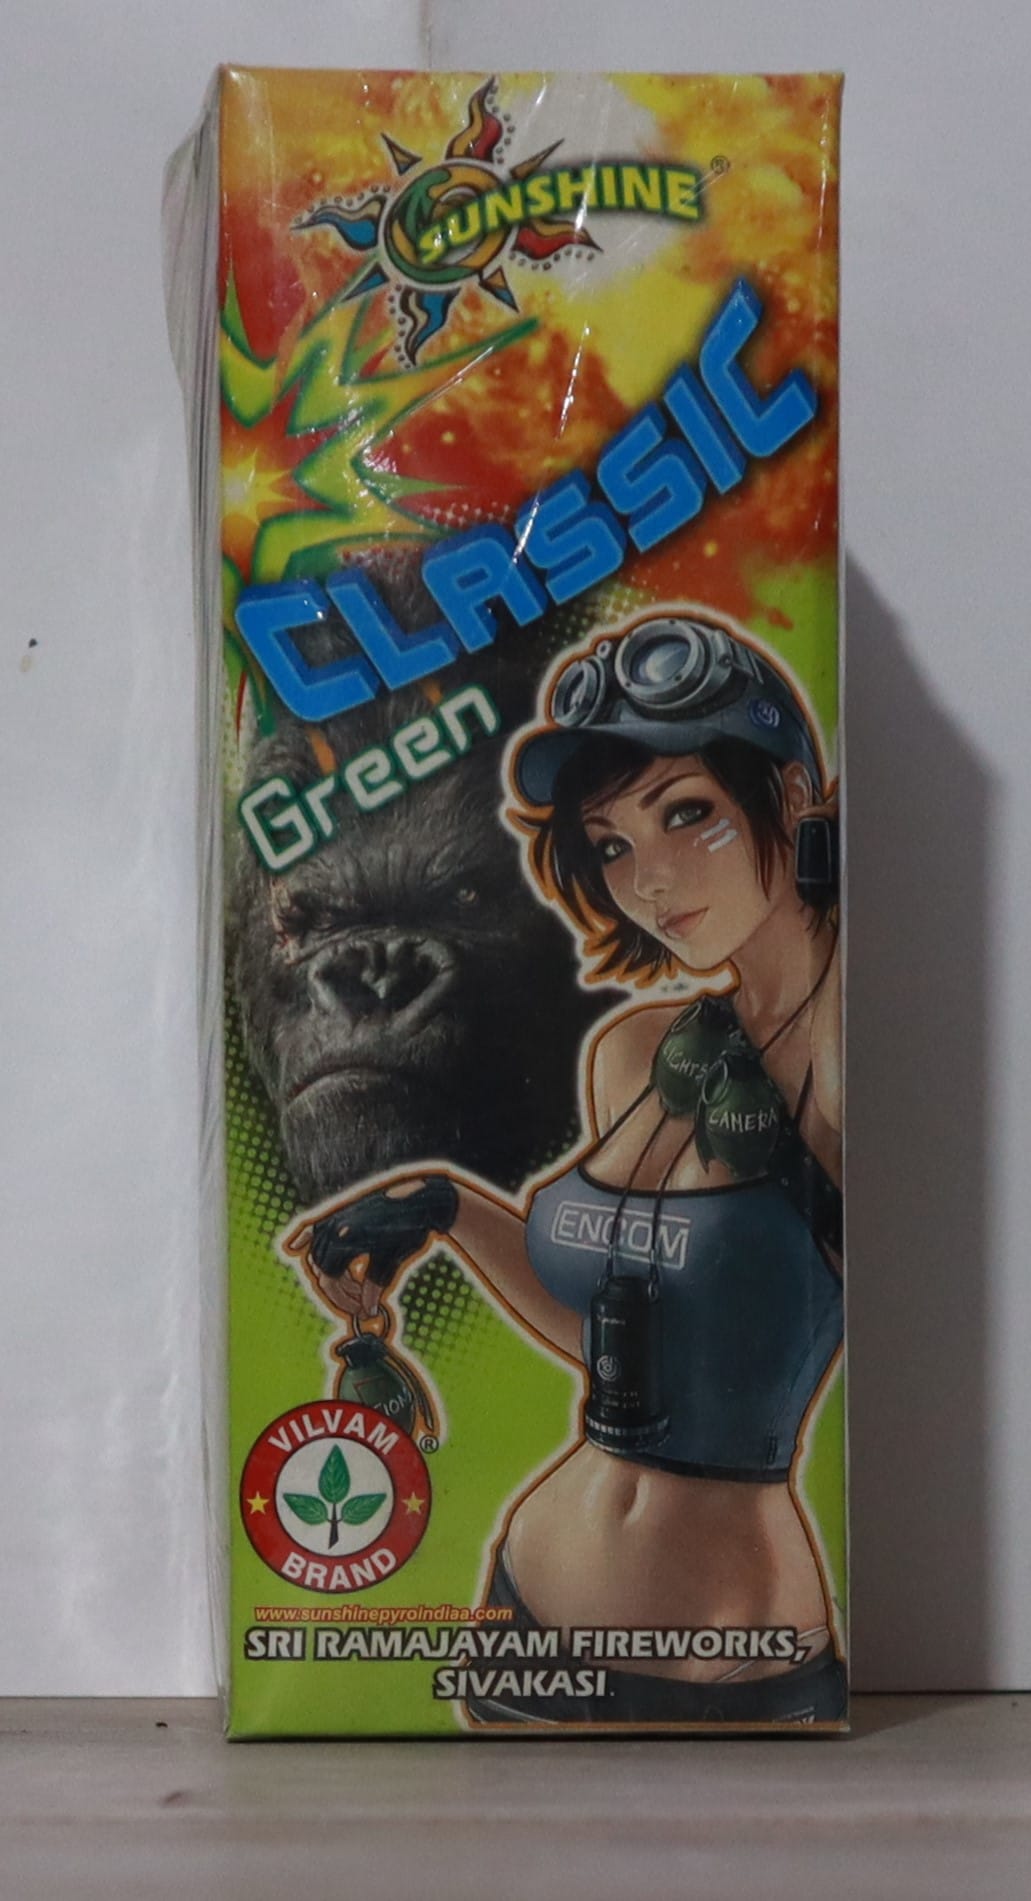 SUNSHINE®
CLASSIC
Green
LIGHTS
CAMERA
ENCOM
VILVAM
®
BRAND
www.sunshinepyroindiaa.com
SRI RAMAJAYAM FIREWORKS,
SIVAKASI.